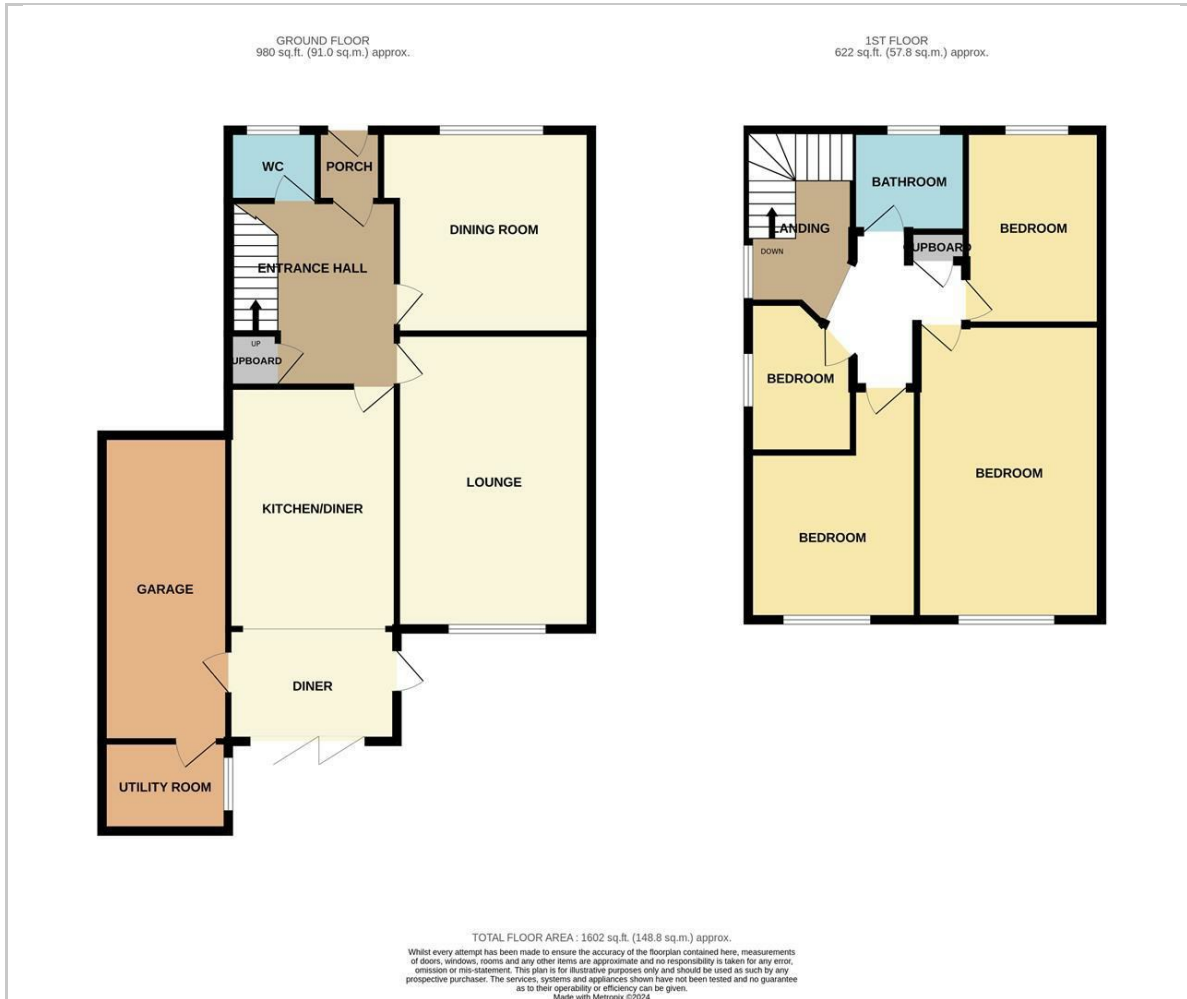 GROUND FLOOR
980 sq.ft. (91.0 sq.m.) approx.
WC
PORCH
DINING ROOM
ENTRANCE HALL
UP
UPBOARD
KITCHEN/DINER
LOUNGE
GARAGE
DINER
UTILITY ROOM
1ST FLOOR
622 sq.ft. (57.8 sq.m.) approx.
BATHROOM
BEDROOM
LANDING
CUPBOARD
DOWN
BEDROOM
BEDROOM
BEDROOM
TOTAL FLOOR AREA : 1602 sq.ft. (148.8 sq.m.) approx.
Whilst every attempt has been made to ensure the accuracy of the floorplan contained here, measurements
of doors, windows, rooms and any other items are approximate and no responsibility is taken for any error,
omission or mis-statement. This plan is for illustrative purposes only and should be used as such by any
prospective purchaser. The services, systems and appliances shown have not been tested and no guarantee
as to their operability or efficiency can be given.
Made with Metropix ©2024